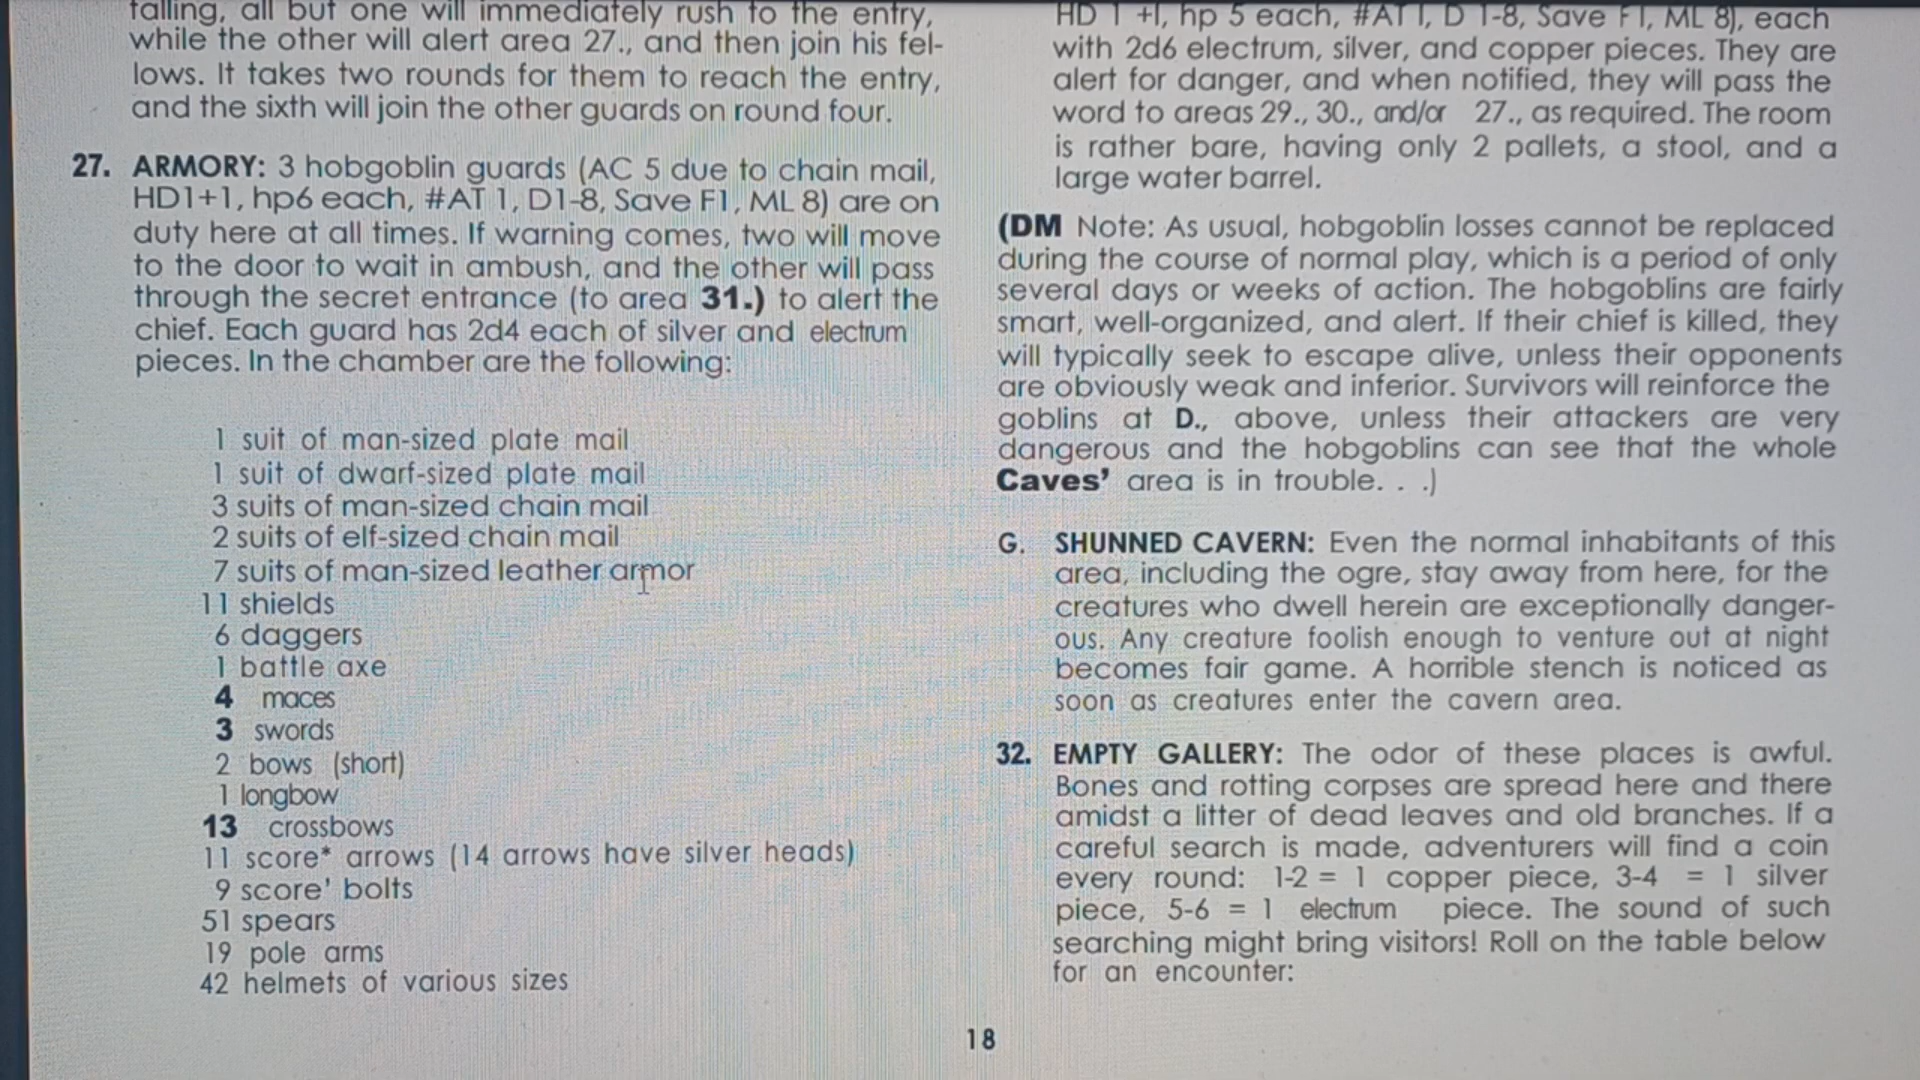 falling, all but one will immediately rush to the entry,
while the other will alert area 27., and then join his fel-
lows. It takes two rounds for them to reach the entry,
and the sixth will join the other guards on round four.
27. ARMORY: 3 hobgoblin guards (AC 5 due to chain mail,
HD1+1, hp6 each, #AT 1, D1-8, Save F1, ML 8) are on
duty here at all times. If warning comes, two will move
to the door to wait in ambush, and the other will pass
through the secret entrance (to area 31.) to alert the
chief. Each guard has 2d4 each of silver and electrum
pieces. In the chamber are the following:
1 suit of man-sized plate mail
1 suit of dwarf-sized plate mail
3 suits of man-sized chain mail
2 suits of elf-sized chain mail
7 suits of man-sized leather armor
11 shields
6 daggers
1 battle axe
4 maces
3 swords
2 bows (short)
1 longbow
13 crossbows
11 score* arrows (14 arrows have silver heads)
9 score' bolts
51 spears
19 pole arms
42 helmets of various sizes
HD 1 +1, hp 5 each, #AT 1, D 1-8, Save F1, ML 8), each
with 2d6 electrum, silver, and copper pieces. They are
alert for danger, and when notified, they will pass the
word to areas 29., 30., and/or 27., as required. The room
is rather bare, having only 2 pallets, a stool, and a
large water barrel.
(DM Note: As usual, hobgoblin losses cannot be replaced
during the course of normal play, which is a period of only
several days or weeks of action. The hobgoblins are fairly
smart, well-organized, and alert. If their chief is killed, they
will typically seek to escape alive, unless their opponents
are obviously weak and inferior. Survivors will reinforce the
goblins at D., above, unless their attackers are very
dangerous and the hobgoblins can see that the whole
Caves' area is in trouble. . .)
G. SHUNNED CAVERN: Even the normal inhabitants of this
area, including the ogre, stay away from here, for the
creatures who dwell herein are exceptionally danger-
ous. Any creature foolish enough to venture out at night
becomes fair game. A horrible stench is noticed as
soon as creatures enter the cavern area.
32. EMPTY GALLERY: The odor of these places is awful.
Bones and rotting corpses are spread here and there
amidst a litter of dead leaves and old branches. If a
careful search is made, adventurers will find a coin
every round: 1-2 = 1 copper piece, 3-4 = 1 silver
piece, 5-6 = 1 electrum piece. The sound of such
searching might bring visitors! Roll on the table below
for an encounter:
18